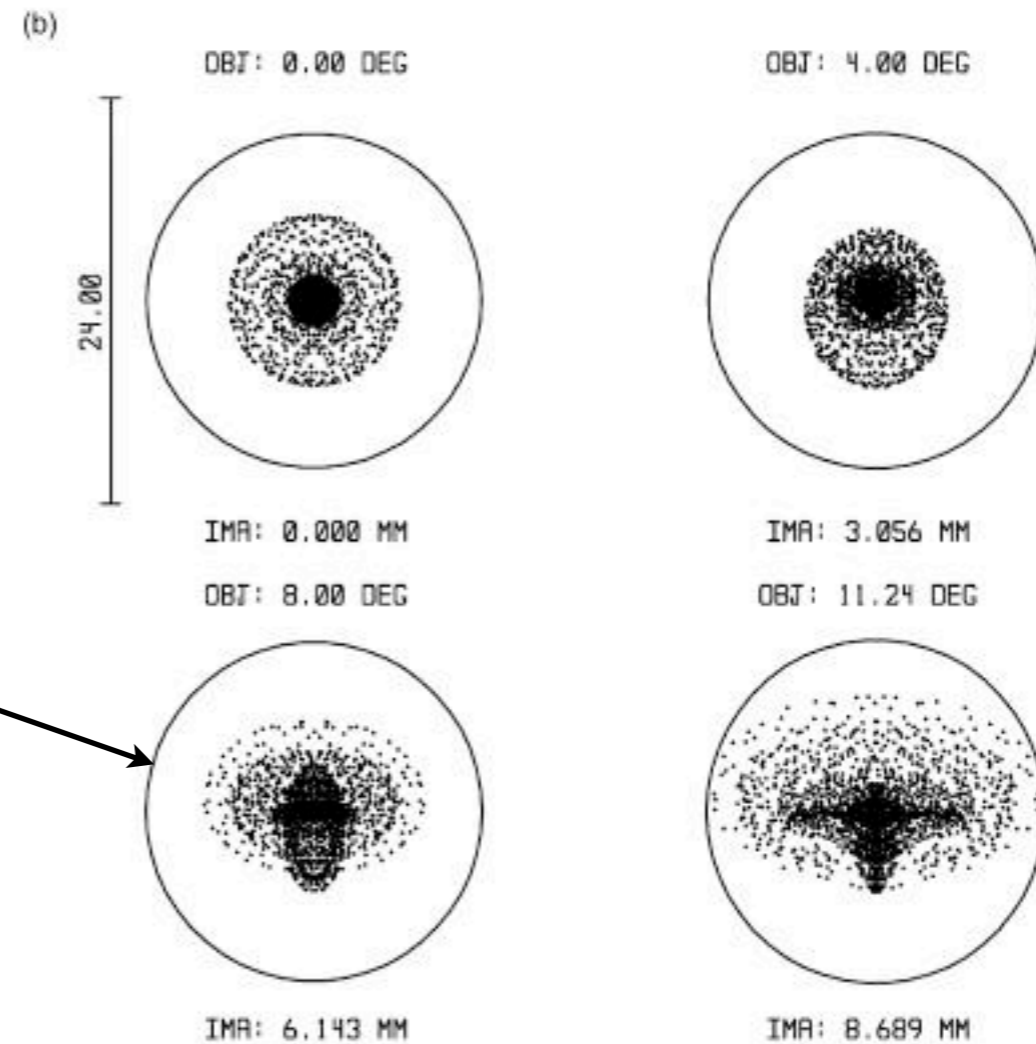 (b)
OBJ: 0.00 DEG
OBJ: 4.00 DEG
24.00
IMA: 0.000 MM
IMA: 3.056 MM
OBJ: 8.00 DEG
OBJ: 11.24 DEG
IMA: 6.143 MM
IMA: 8.689 MM